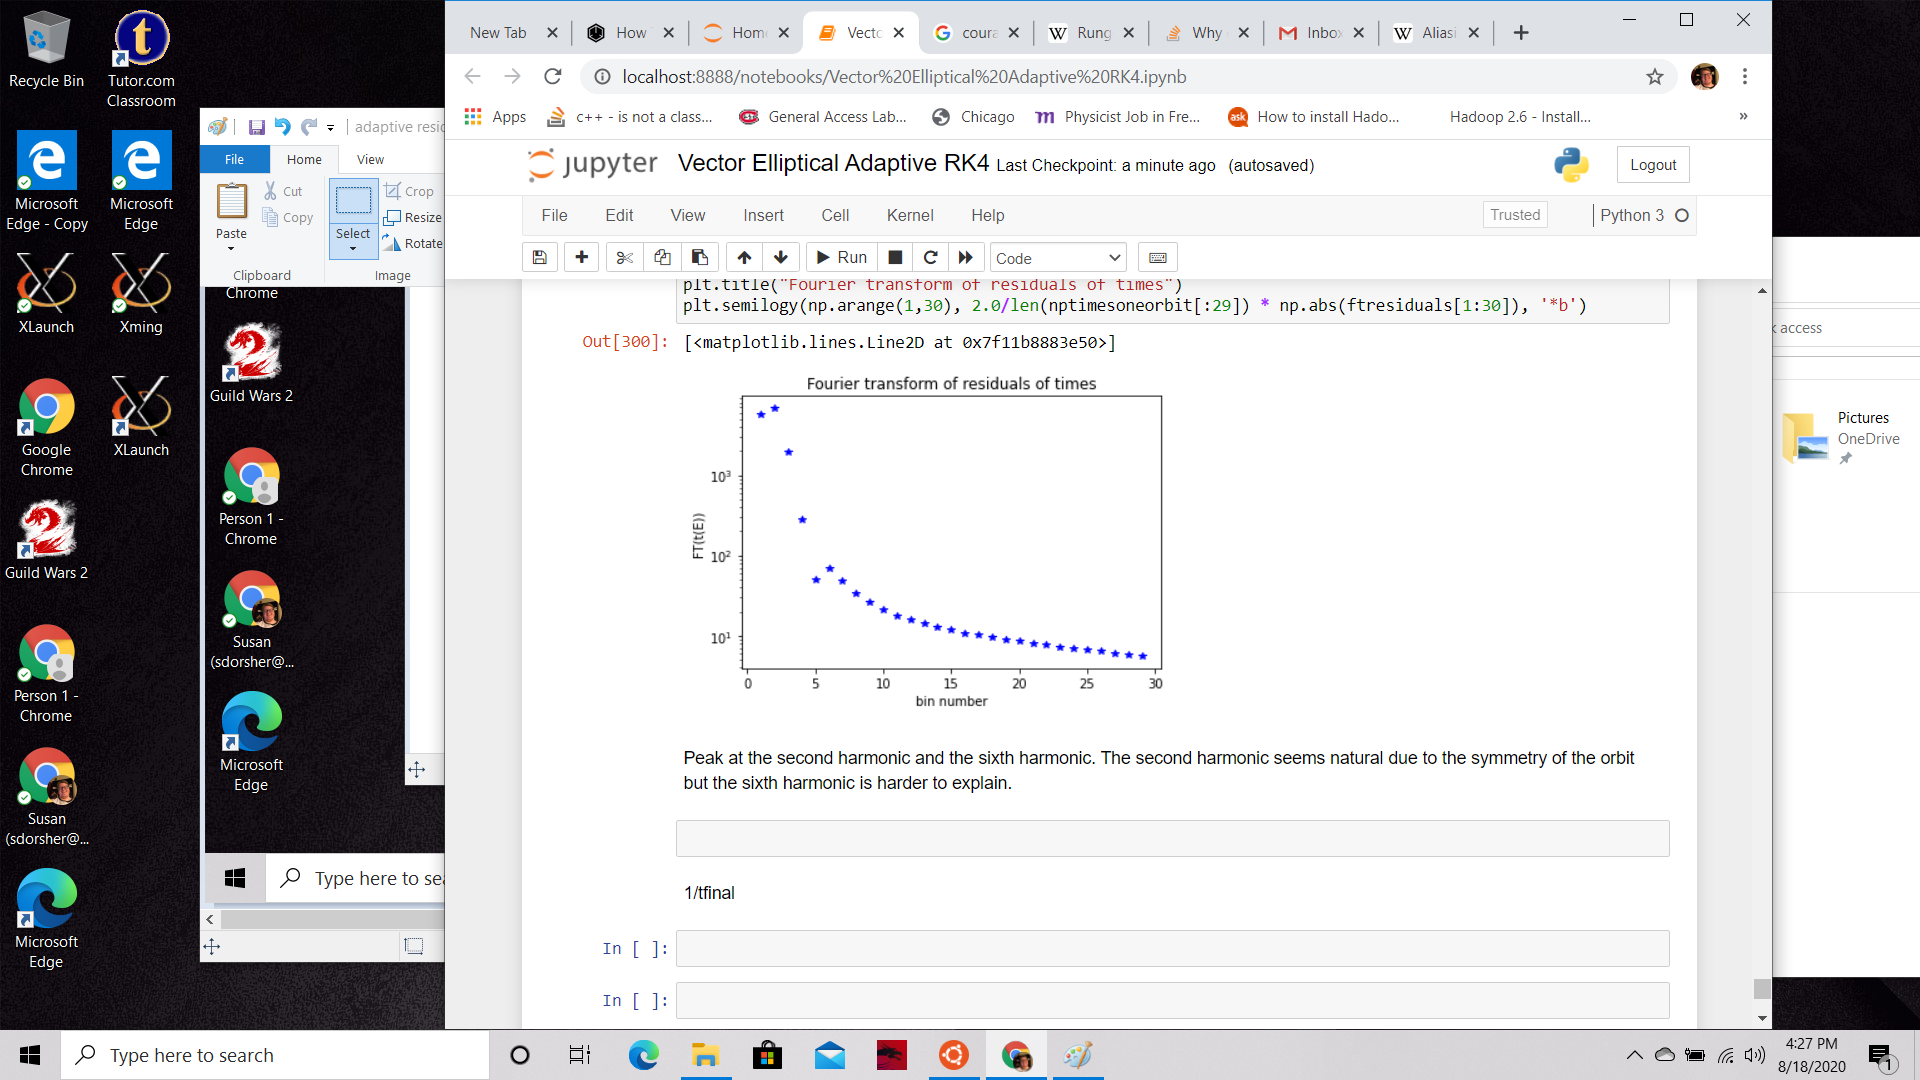 Recycle Bin
Tutor.com
Classroom
Microsoft
Edge - Copy
Microsoft
Edge
XLaunch
Xming
Google
Chrome
XLaunch
Guild Wars 2
Person 1 -
Chrome
Susan
(sdorsher@...
Microsoft
Edge
adaptive resid
File
Home
View
Paste
Cut
Copy
Clipboard
Select
Crop
Resize
Rotate
Image
Chrome
Guild Wars 2
Person 1 -
Chrome
Susan
(sdorsher@...
Microsoft
Edge
Type here to sea
New Tab
How
Home
Vecto
coura
Rung
Why
Inbox
Alias
localhost:8888/notebooks/Vector%20Elliptical%20Adaptive%20RK4.ipynb
Apps
c++ - is not a class...
General Access Lab...
Chicago
Physicist Job in Fre...
ask
How to install Hado...
Hadoop 2.6 - Install...
»
jupyter
Vector Elliptical Adaptive RK4
Last Checkpoint: a minute ago (autosaved)
Logout
File
Edit
View
Insert
Cell
Kernel
Help
Trusted
Python 3
Run
Code
plt.title("Fourier transform of residuals of times")
plt.semilogy(np.arange(1,30), 2.0/len(nptimesoneorbit[:29]) * np.abs(ftresiduals[1:30]), '*b')
Out[300]: [<matplotlib.lines.Line2D at 0x7f11b8883e50>]
Fourier transform of residuals of times
FT(t(E))
10³
10²
10¹
0 5 10 15 20 25 30
bin number
Peak at the second harmonic and the sixth harmonic. The second harmonic seems natural due to the symmetry of the orbit
but the sixth harmonic is harder to explain.
1/tfinal
In [ ]:
In [ ]:
access
Pictures
OneDrive
Type here to search
4:27 PM
8/18/2020
1